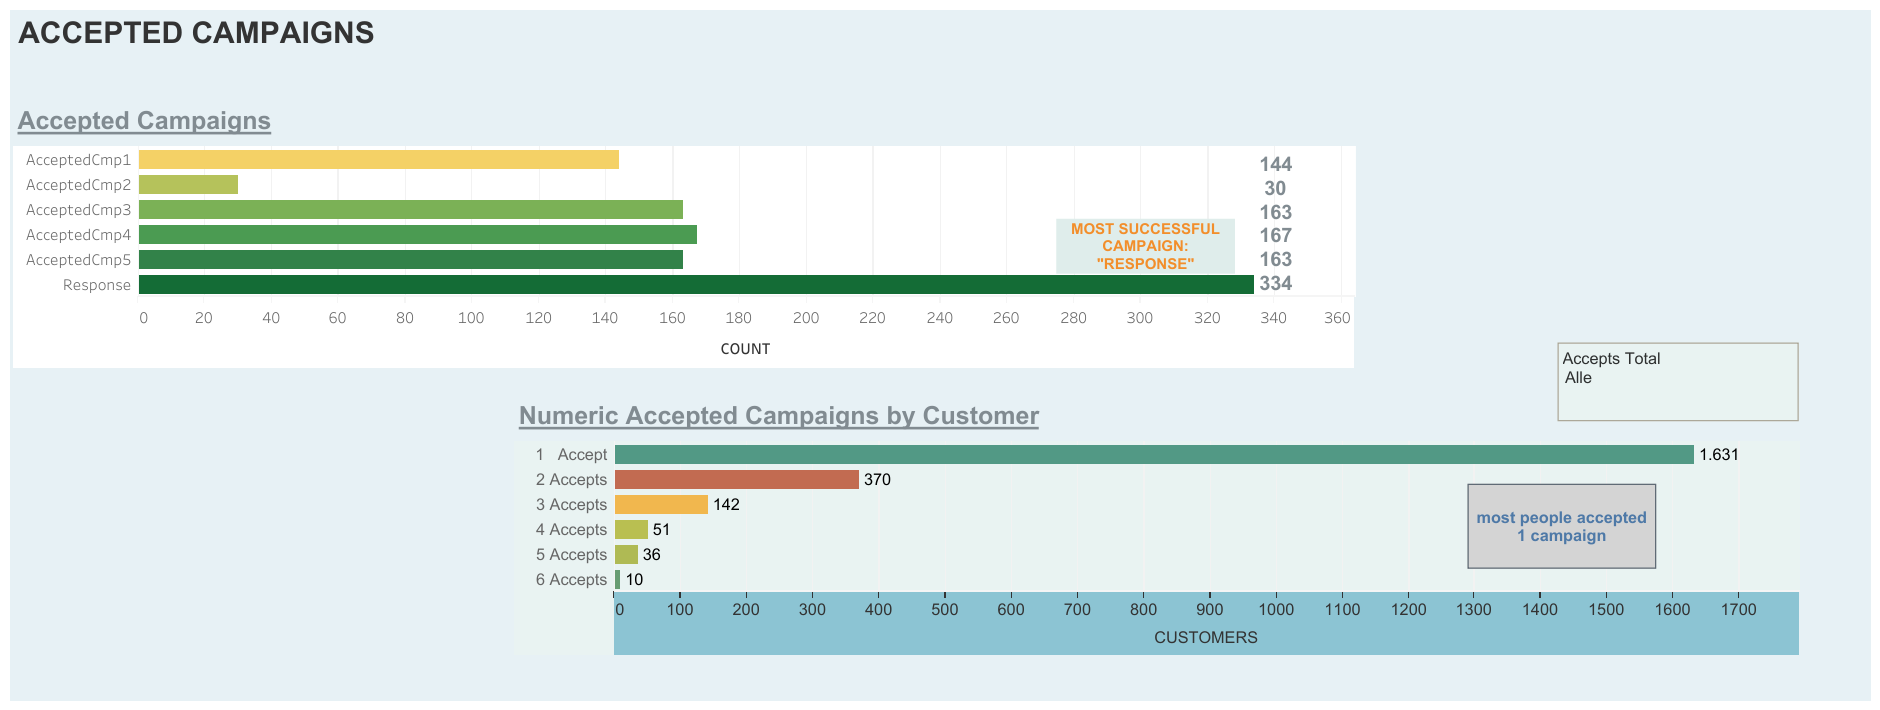 ACCEPTED CAMPAIGNS
Accepted Campaigns
AcceptedCmp1 144
AcceptedCmp2 30
AcceptedCmp3 163
AcceptedCmp4 167
AcceptedCmp5 163
Response 334
MOST SUCCESSFUL
CAMPAIGN:
"RESPONSE"
0 20 40 60 80 100 120 140 160 180 200 220 240 260 280 300 320 340 360
COUNT
Accepts Total
Alle
Numeric Accepted Campaigns by Customer
1 Accept 1.631
2 Accepts 370
3 Accepts 142
4 Accepts 51
5 Accepts 36
6 Accepts 10
most people accepted
1 campaign
0 100 200 300 400 500 600 700 800 900 1000 1100 1200 1300 1400 1500 1600 1700
CUSTOMERS